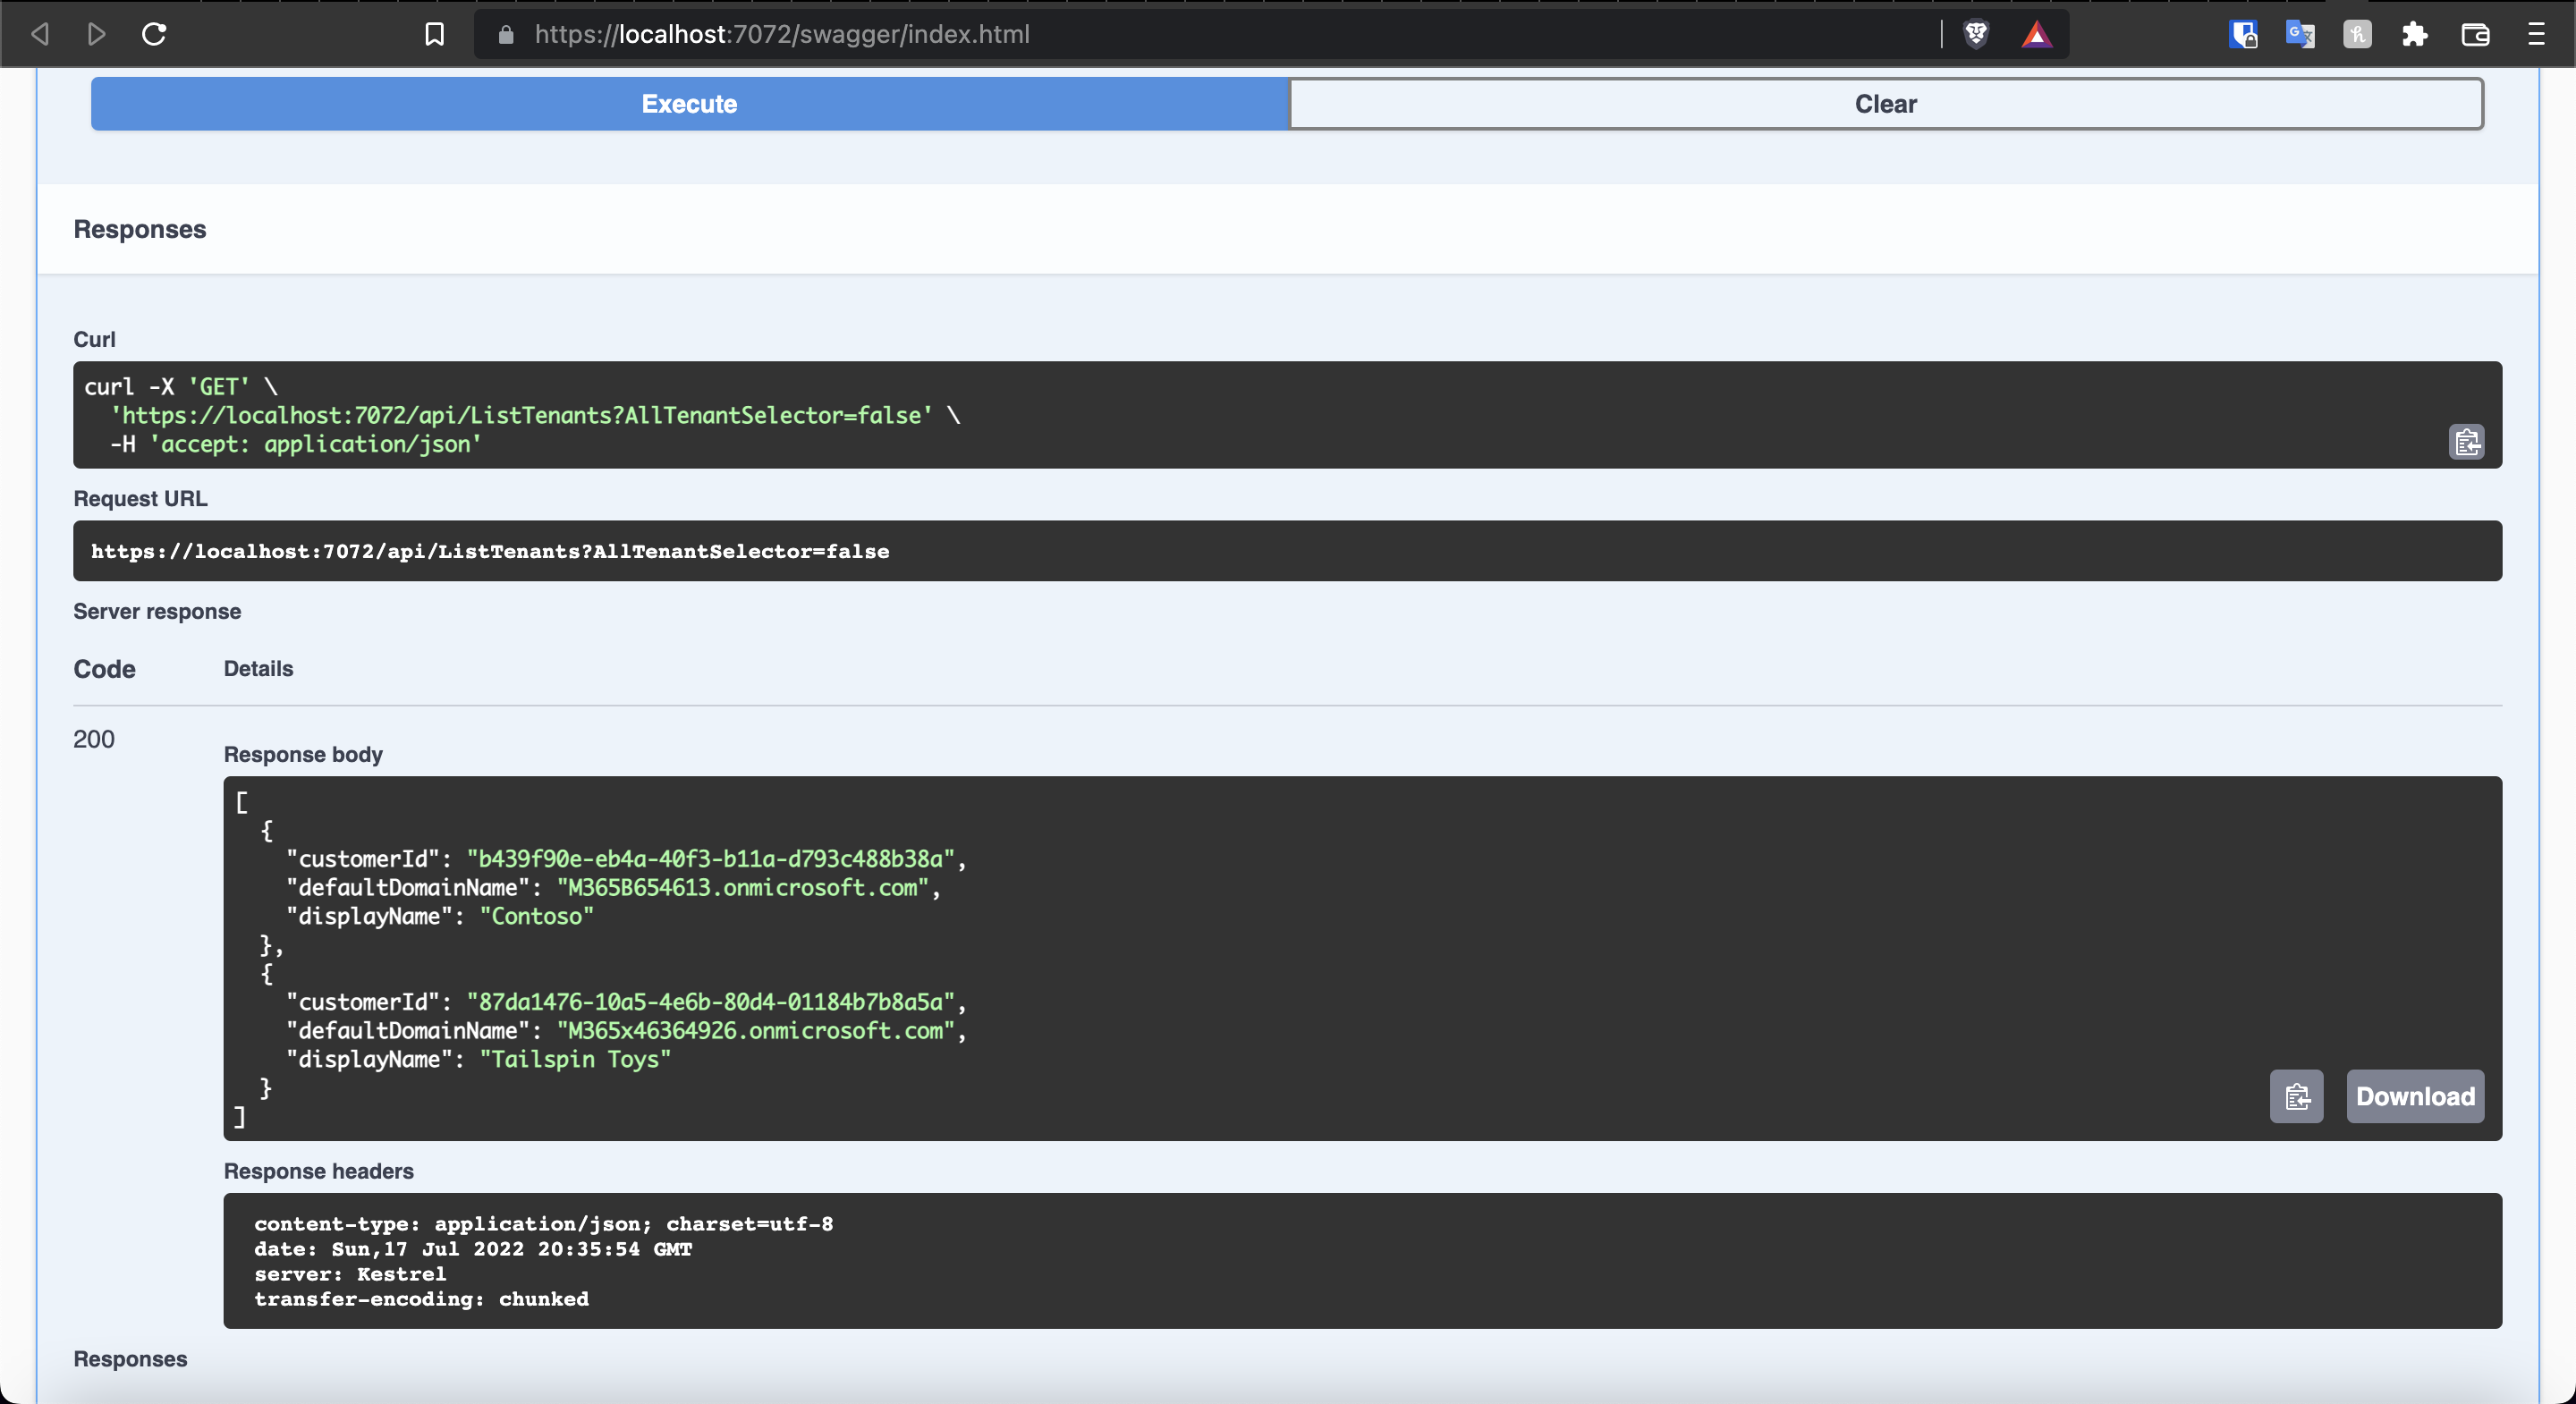 https://localhost:7072/swagger/index.html
Execute
Clear
Responses
Curl
curl -X 'GET' \
  'https://localhost:7072/api/ListTenants?AllTenantSelector=false' \
  -H 'accept: application/json'
Request URL
https://localhost:7072/api/ListTenants?AllTenantSelector=false
Server response
Code Details
200
Response body
[
  {
    "customerId": "b439f90e-eb4a-40f3-b11a-d793c488b38a",
    "defaultDomainName": "M365B654613.onmicrosoft.com",
    "displayName": "Contoso"
  },
  {
    "customerId": "87da1476-10a5-4e6b-80d4-01184b7b8a5a",
    "defaultDomainName": "M365x46364926.onmicrosoft.com",
    "displayName": "Tailspin Toys"
  }
]
Download
Response headers
content-type: application/json; charset=utf-8
date: Sun,17 Jul 2022 20:35:54 GMT
server: Kestrel
transfer-encoding: chunked
Responses